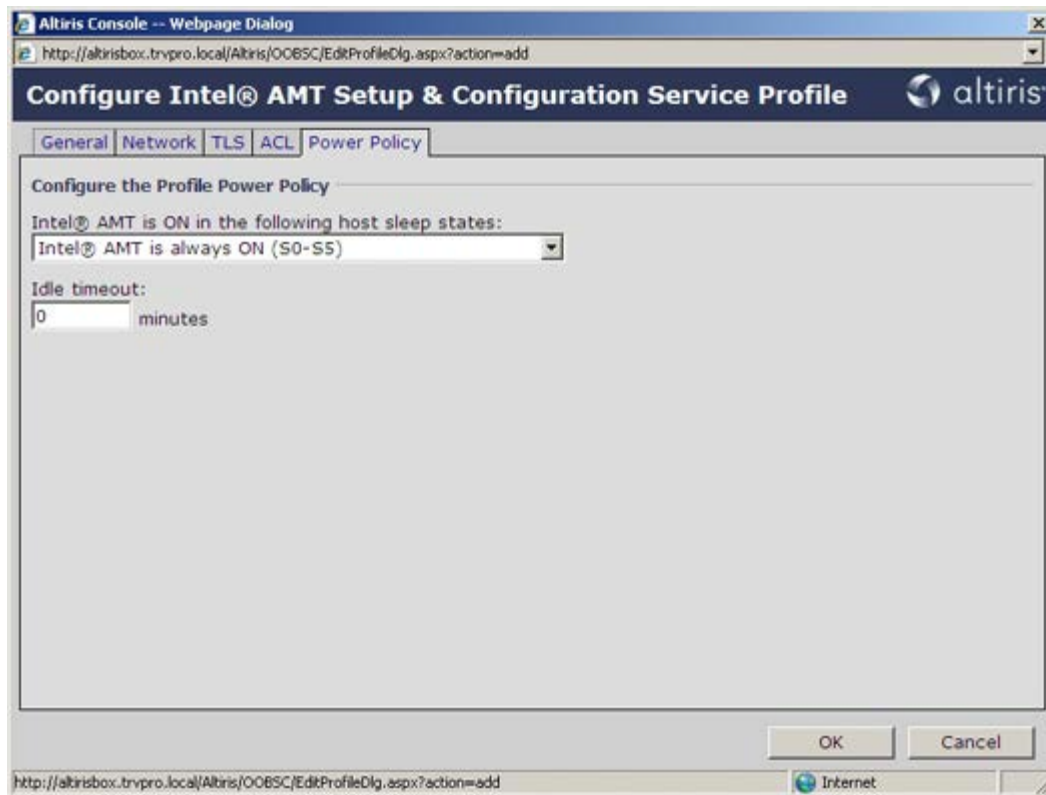 Altiris Console -- Webpage Dialog
http://altirisbox.trvpro.local/Altiris/OOBSC/EditProfileDlg.aspx?action=add
Configure Intel® AMT Setup & Configuration Service Profile
altiris
General Network TLS ACL Power Policy
Configure the Profile Power Policy
Intel® AMT is ON in the following host sleep states:
Intel® AMT is always ON (S0-S5)
Idle timeout:
0 minutes
OK Cancel
http://altirisbox.trvpro.local/Altiris/OOBSC/EditProfileDlg.aspx?action=add Internet